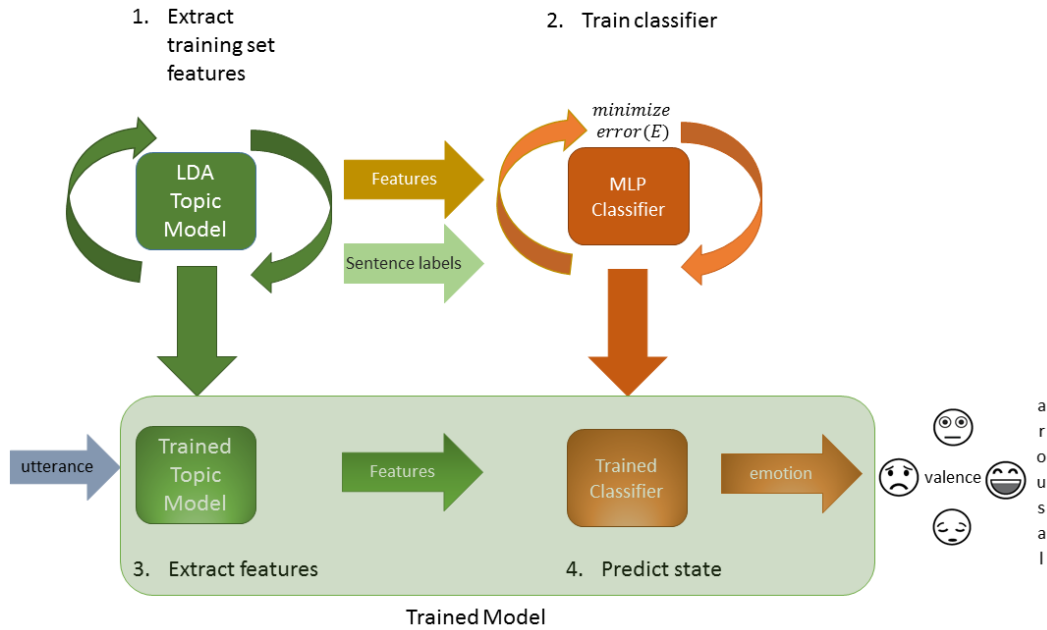 1. Extract
training set
features
2. Train classifier
minimize
error(E)
LDA
Topic
Model
Features
MLP
Classifier
Sentence labels
utterance
Trained
Topic
Model
Features
Trained
Classifier
emotion
valence
arousal
3. Extract features
4. Predict state
Trained Model